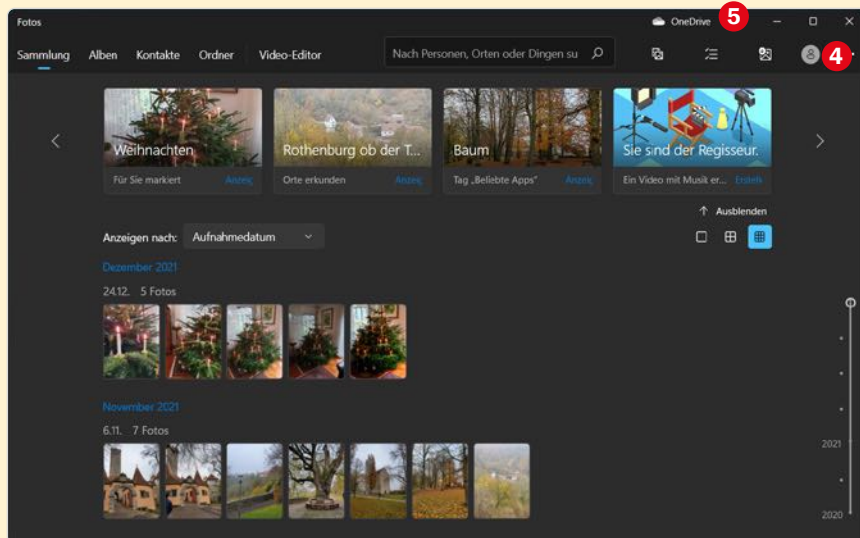 Fotos
OneDrive
5
Sammlung Alben Kontakte Ordner Video-Editor
Nach Personen, Orten oder Dingen su
4
Weihnachten
Für Sie markiert Anzeig
Rothenburg ob der T...
Orte erkunden Anzeig
Baum
Tag „Beliebte Apps“ Anzeig
Sie sind der Regisseur.
Ein Video mit Musik er... Erstelle
Ausblenden
Anzeigen nach: Aufnahmedatum
Dezember 2021
24.12. 5 Fotos
November 2021
6.11. 7 Fotos
2021
2020